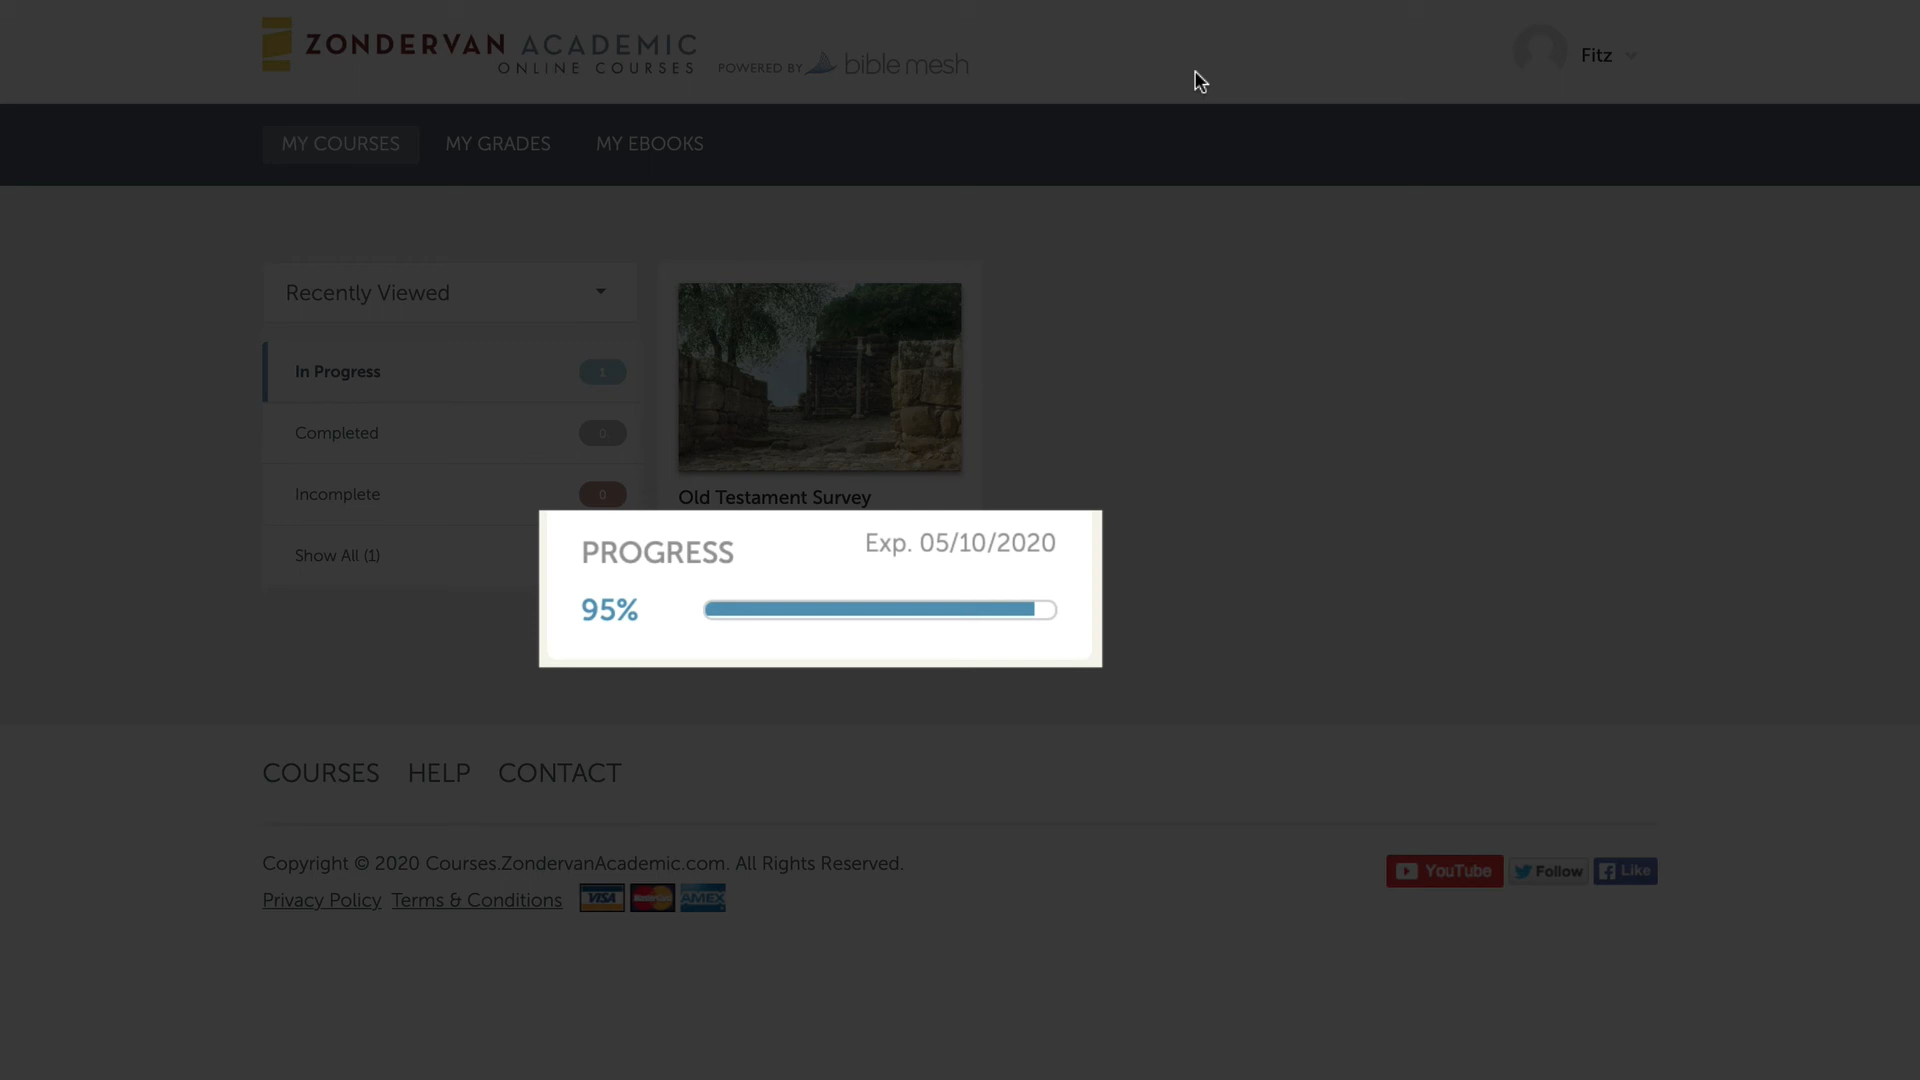 ZONDERVAN ACADEMIC
ONLINE COURSES
POWERED BY bible mesh
Fitz
MY COURSES
MY GRADES
MY EBOOKS
Recently Viewed
In Progress 1
Completed 0
Incomplete 0
Show All (1)
Old Testament Survey
PROGRESS
Exp. 05/10/2020
95%
COURSES
HELP
CONTACT
Copyright © 2020 Courses.ZondervanAcademic.com. All Rights Reserved.
Privacy Policy
Terms & Conditions
VISA
MasterCard
AMEX
YouTube
Follow
Like